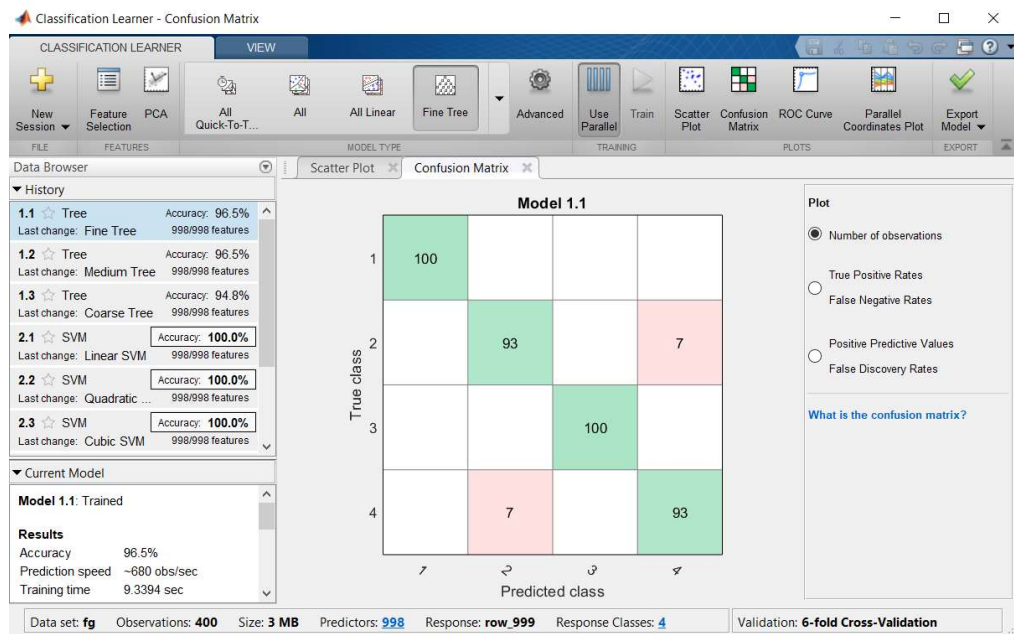 Classification Learner - Confusion Matrix
CLASSIFICATION LEARNER VIEW
New Session
Feature Selection
PCA
All Quick-To-T...
All
All Linear
Fine Tree
Advanced
Use Parallel
Train
Scatter Plot
Confusion Matrix
ROC Curve
Parallel Coordinates Plot
Export Model
FILE FEATURES MODEL TYPE TRAINING PLOTS EXPORT
Data Browser
Scatter Plot Confusion Matrix
History
1.1 Tree Accuracy: 96.5%
Last change: Fine Tree 998/998 features
1.2 Tree Accuracy: 96.5%
Last change: Medium Tree 998/998 features
1.3 Tree Accuracy: 94.8%
Last change: Coarse Tree 998/998 features
2.1 SVM Accuracy: 100.0%
Last change: Linear SVM 998/998 features
2.2 SVM Accuracy: 100.0%
Last change: Quadratic ... 998/998 features
2.3 SVM Accuracy: 100.0%
Last change: Cubic SVM 998/998 features
Current Model
Model 1.1: Trained
Results
Accuracy 96.5%
Prediction speed ~680 obs/sec
Training time 9.3394 sec
Model 1.1
True class
1 100
2 93 7
3 100
4 7 93
1 2 3 4
Predicted class
Plot
Number of observations
True Positive Rates
False Negative Rates
Positive Predictive Values
False Discovery Rates
What is the confusion matrix?
Data set: fg Observations: 400 Size: 3 MB Predictors: 998 Response: row_999 Response Classes: 4 Validation: 6-fold Cross-Validation